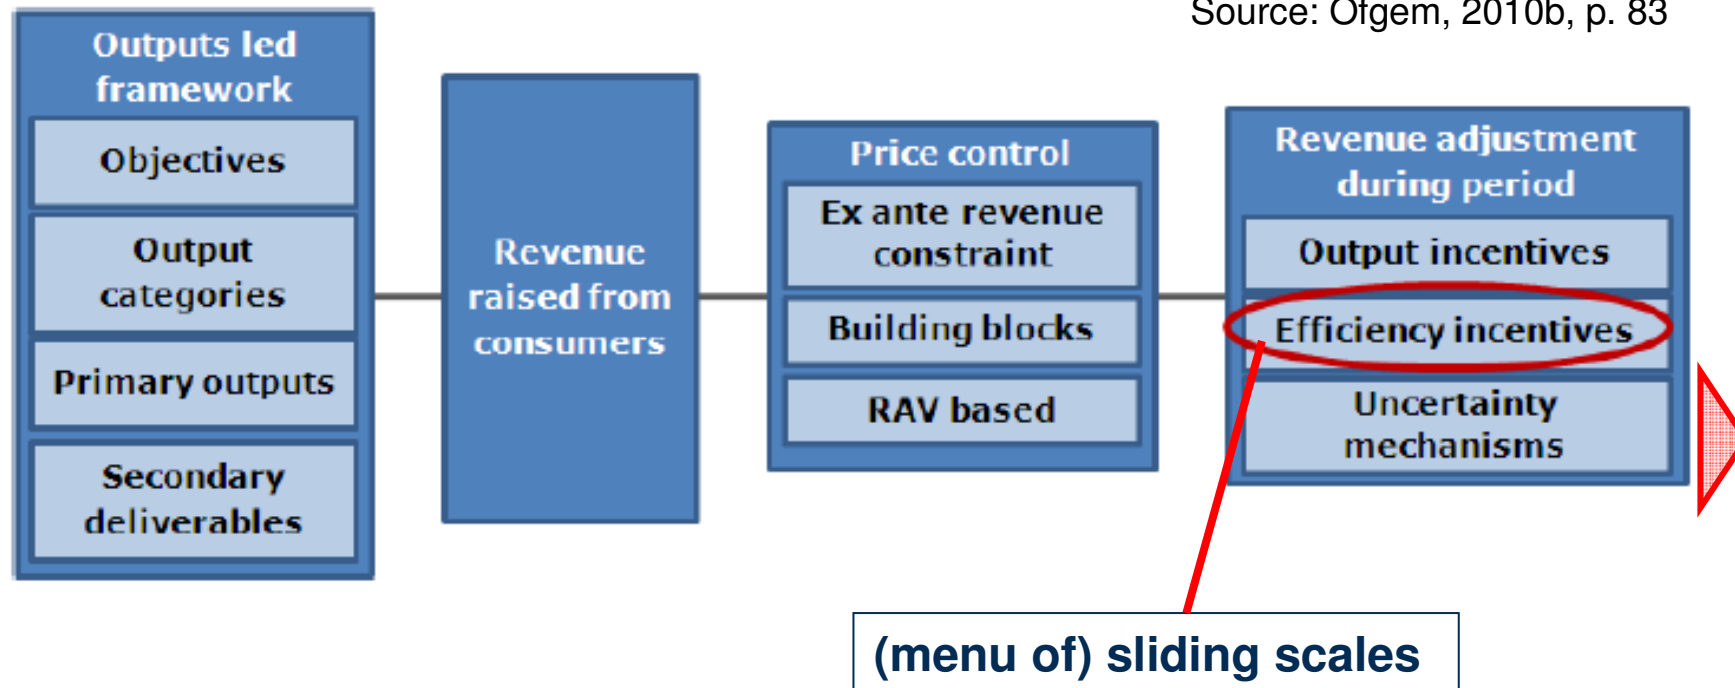 Source: Ofgem, 2010b, p. 83
Outputs led
framework
Objectives
Output
categories
Primary outputs
Secondary
deliverables
Revenue
raised from
consumers
Price control
Ex ante revenue
constraint
Building blocks
RAV based
Revenue adjustment
during period
Output incentives
Efficiency incentives
Uncertainty
mechanisms
(menu of) sliding scales